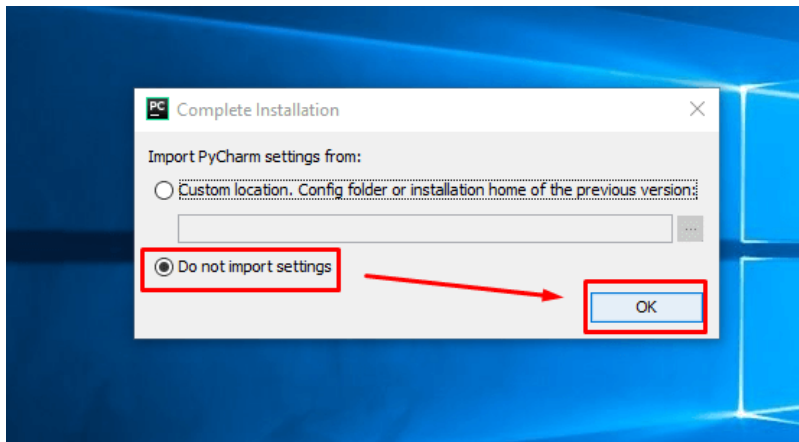 PC Complete Installation
Import PyCharm settings from:
Custom location. Config folder or installation home of the previous version:
...
Do not import settings
OK